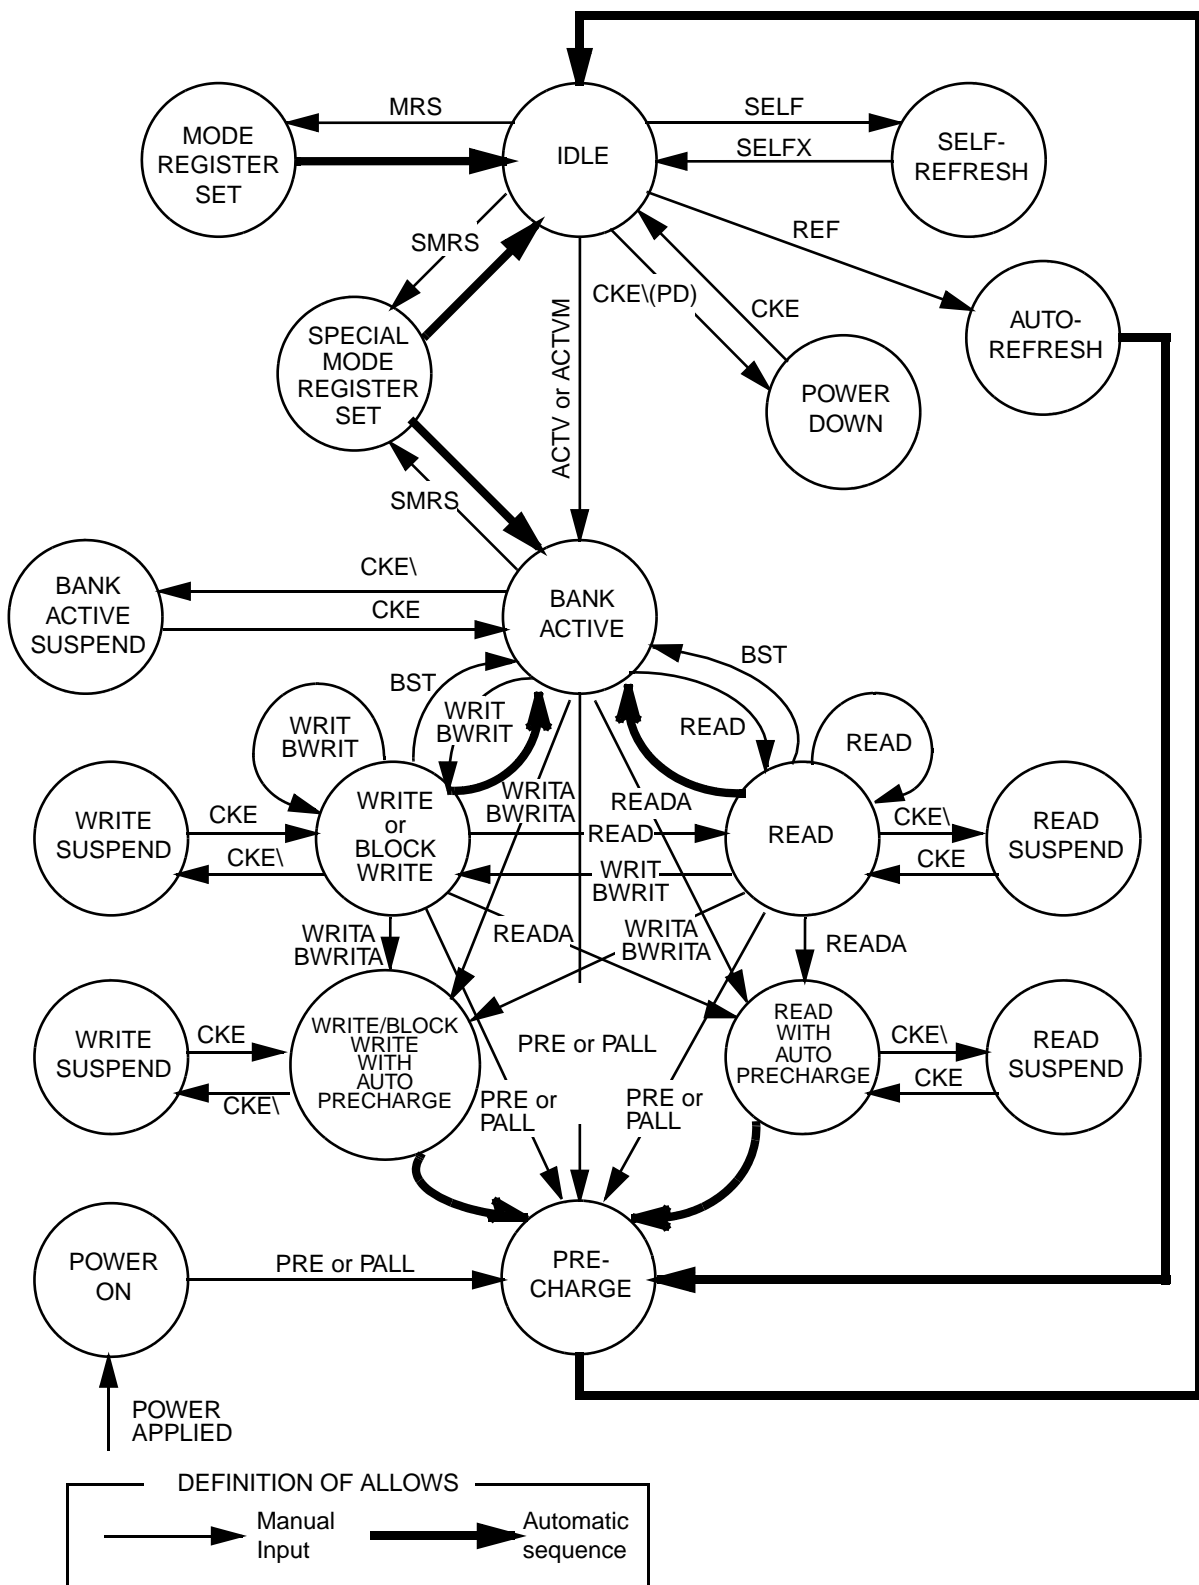 MRS
SELF
MODE
REGISTER
SET
IDLE
SELFX
SELF-
REFRESH
SMRS
REF
CKE\(PD)
CKE
SPECIAL
MODE
REGISTER
SET
ACTV or ACTVM
AUTO-
REFRESH
POWER
DOWN
SMRS
BANK
ACTIVE
SUSPEND
CKE\
CKE
BANK
ACTIVE
BST
BST
WRIT
BWRIT
WRIT
BWRIT
READ
READ
WRITE
SUSPEND
CKE
CKE\
WRITE
or
BLOCK
WRITE
WRITA
BWRITA
READA
READ
WRIT
BWRIT
READ
CKE\
CKE
READ
SUSPEND
WRITA
BWRITA
READA
WRITA
BWRITA
READA
WRITE
SUSPEND
CKE
CKE\
WRITE/BLOCK
WRITE
WITH
AUTO
PRECHARGE
PRE or PALL
READ
WITH
AUTO
PRECHARGE
CKE\
CKE
READ
SUSPEND
PRE or
PALL
PRE or
PALL
POWER
ON
PRE or PALL
PRE-
CHARGE
POWER
APPLIED
DEFINITION OF ALLOWS
Manual
Input
Automatic
sequence